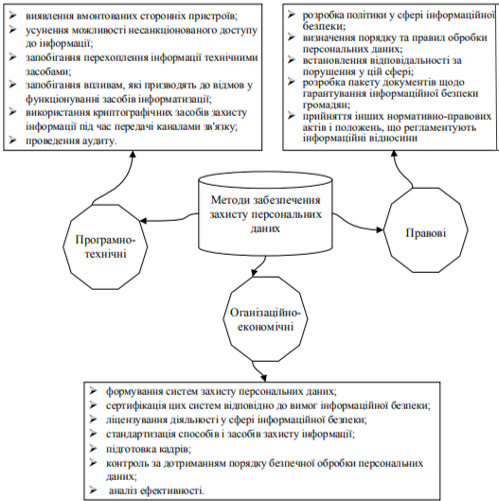 ➢ виявлення вмонтованих сторонніх пристроїв;
➢ усунення можливості несанкціонованого доступу
до інформації;
➢ запобігання перехоплення інформації технічними
засобами;
➢ запобігання впливам, які призводять до відмов у
функціонуванні засобів інформатизації;
➢ використання криптографічних засобів захисту
інформації під час передачі каналами зв'язку;
➢ проведення аудиту.
➢ розробка політики у сфері інформаційної
безпеки;
➢ визначення порядку та правил обробки
персональних даних;
➢ встановлення відповідальності за
порушення у цій сфері;
➢ розробка пакету документів щодо
гарантування інформаційної безпеки
громадян;
➢ прийняття інших нормативно-правових
актів і положень, що регламентують
інформаційні відносини
Методи забезпечення
захисту персональних
даних
Програмно-
технічні
Правові
Оганізаційно-
економічні
➢ формування систем захисту персональних даних;
➢ сертифікація цих систем відповідно до вимог інформаційної безпеки;
➢ ліцензування діяльності у сфері інформаційної безпеки;
➢ стандартизація способів і засобів захисту інформації;
➢ підготовка кадрів;
➢ контроль за дотриманням порядку безпечної обробки персональних
даних;
➢ аналіз ефективності.